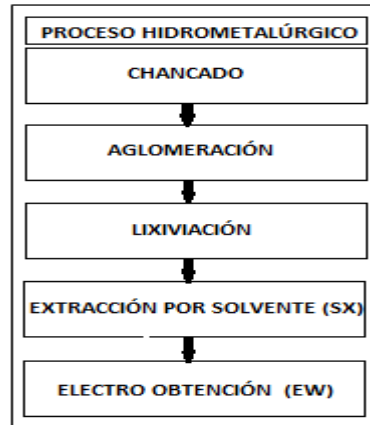 PROCESO HIDROMETALÚRGICO
CHANCADO
AGLOMERACIÓN
LIXIVIACIÓN
EXTRACCIÓN POR SOLVENTE (SX)
ELECTRO OBTENCIÓN (EW)